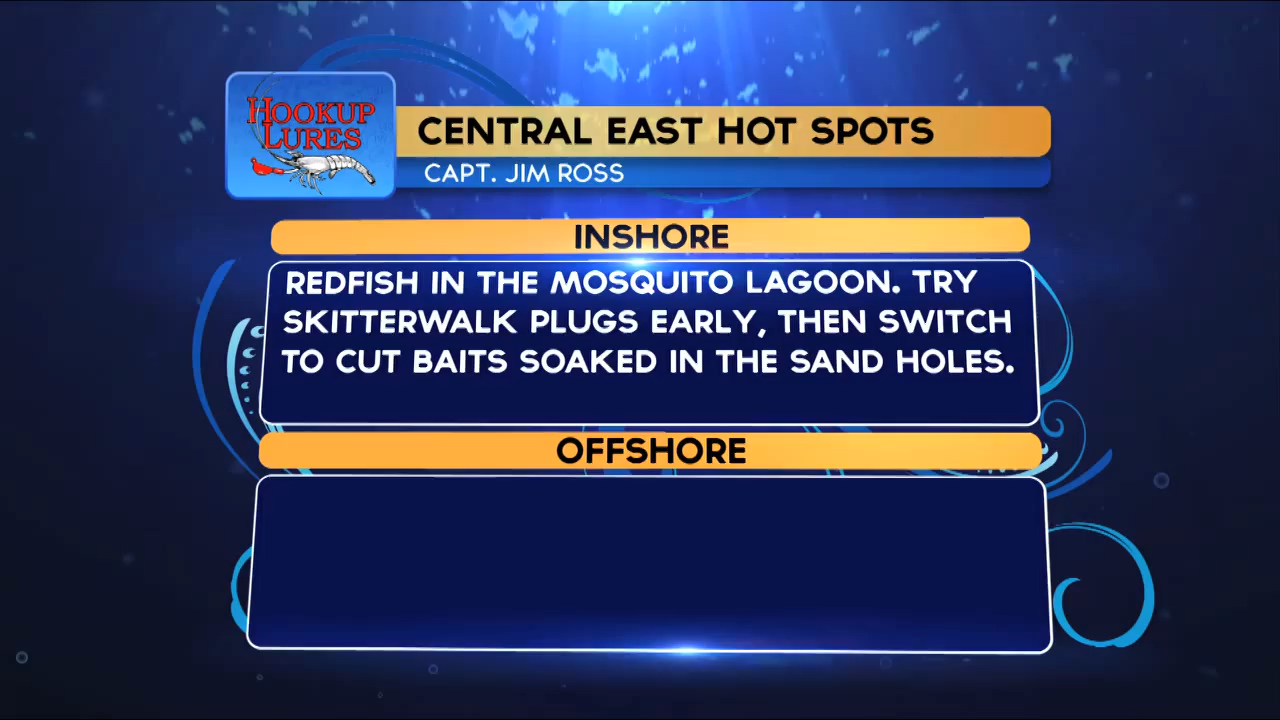 HOOKUP
LURES
CENTRAL EAST HOT SPOTS
CAPT. JIM ROSS
INSHORE
REDFISH IN THE MOSQUITO LAGOON. TRY
SKITTERWALK PLUGS EARLY, THEN SWITCH
TO CUT BAITS SOAKED IN THE SAND HOLES.
OFFSHORE